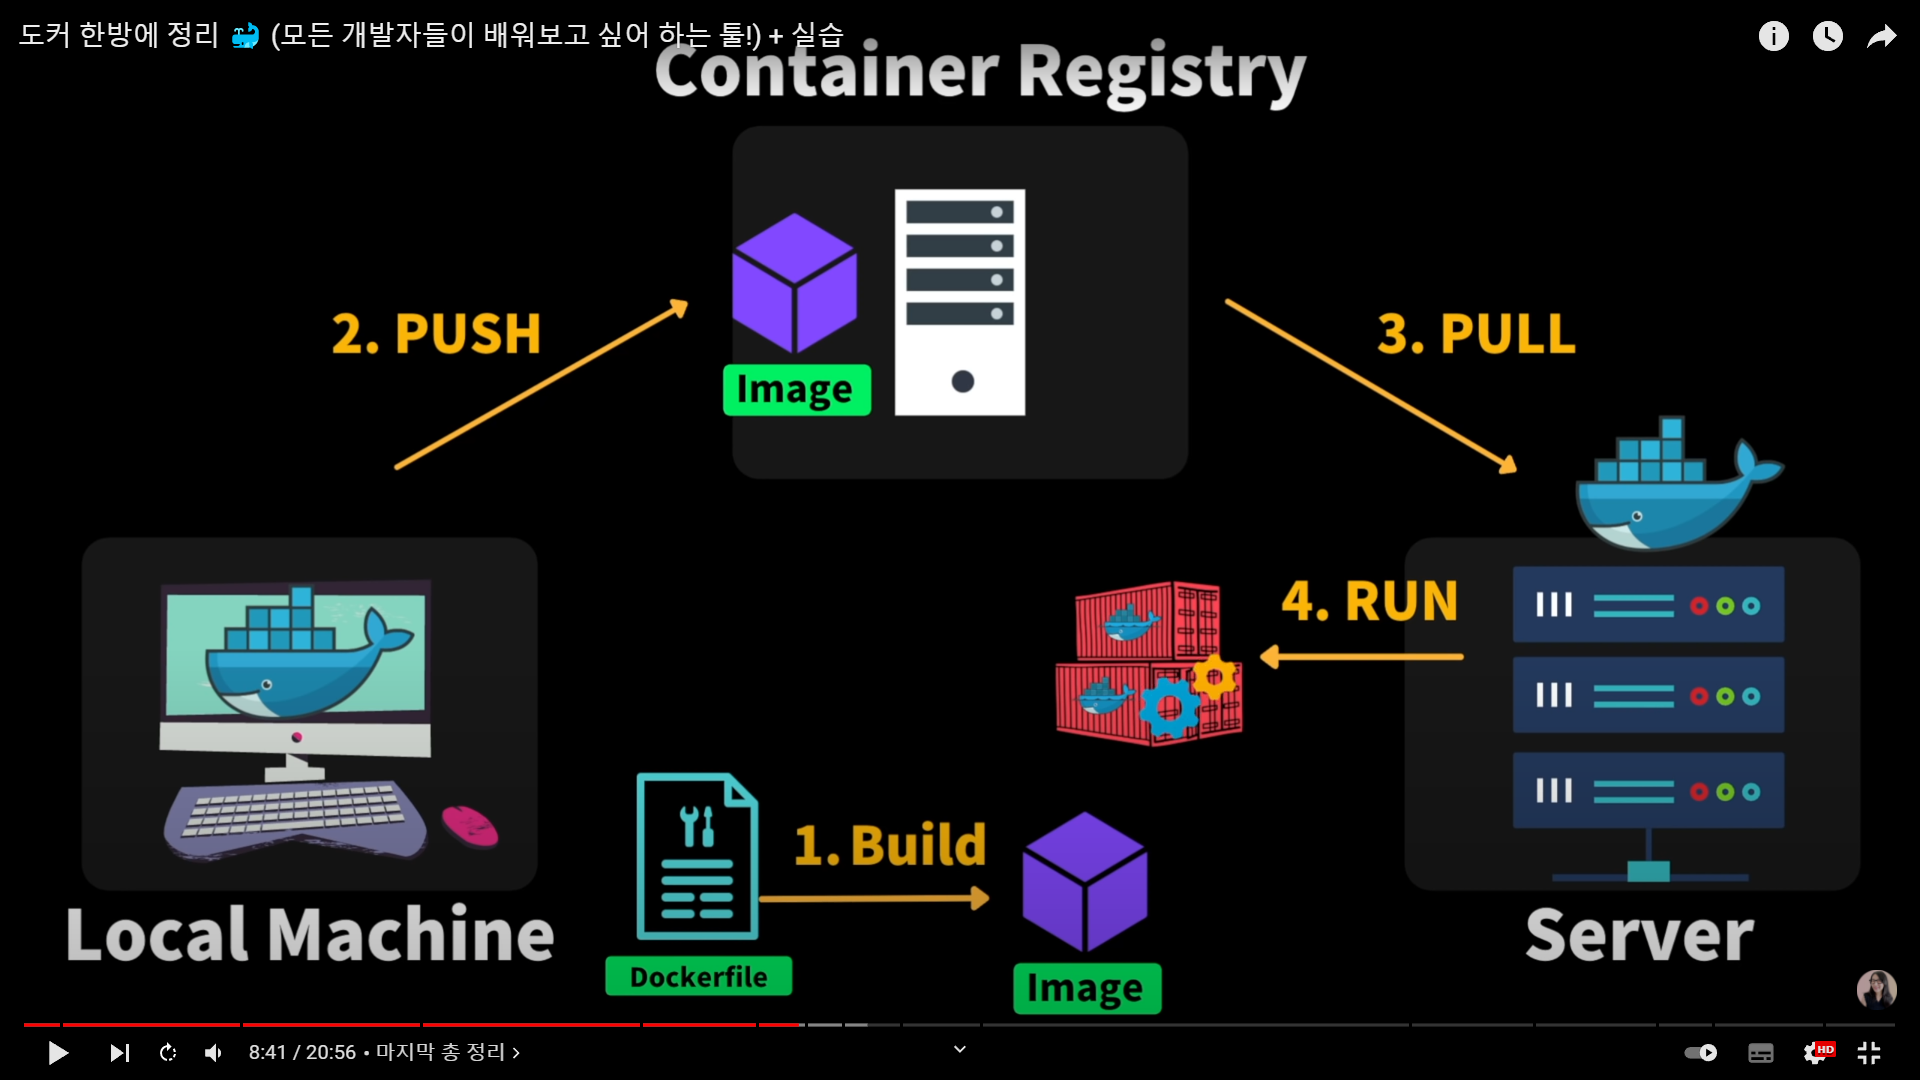 도커 한방에 정리 🐳 (모든 개발자들이 배워보고 싶어 하는 툴!) + 실습
Container Registry
2. PUSH
Image
3. PULL
4. RUN
1. Build
Local Machine
Dockerfile
Image
Server
8:41 / 20:56 • 마지막 총 정리 >
HD